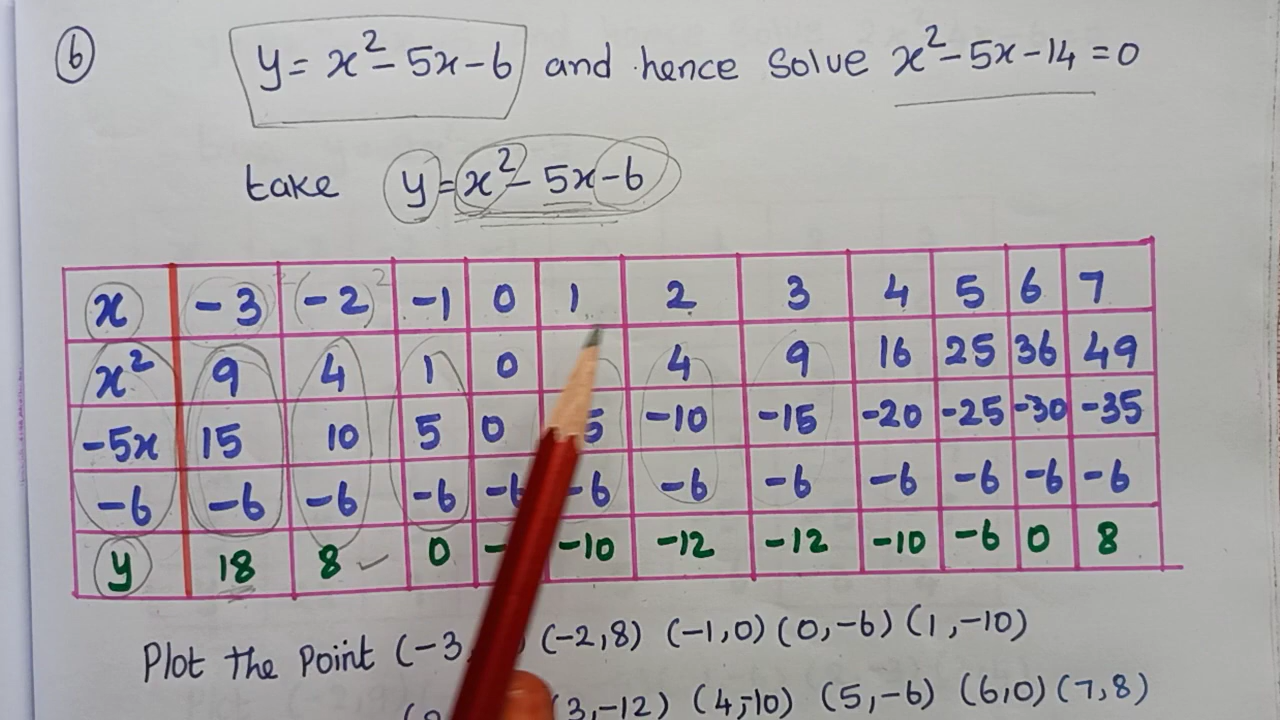 6 y = x² - 5x - 6 and hence solve x² - 5x - 14 = 0
take y = x² - 5x - 6
x -3 (-2)² -1 0 1 2 3 4 5 6 7
x² 9 4 1 0 4 9 16 25 36 49
-5x 15 10 5 0 5 -10 -15 -20 -25 -30 -35
-6 -6 -6 -6 -6 -6 -6 -6 -6 -6 -6
y 18 8 ✓ 0 - -10 -12 -12 -10 -6 0 8
Plot the Point (-3, (-2,8) (-1,0) (0,-6) (1,-10)
3,-12) (4,-10) (5,-6) (6,0) (7,8)